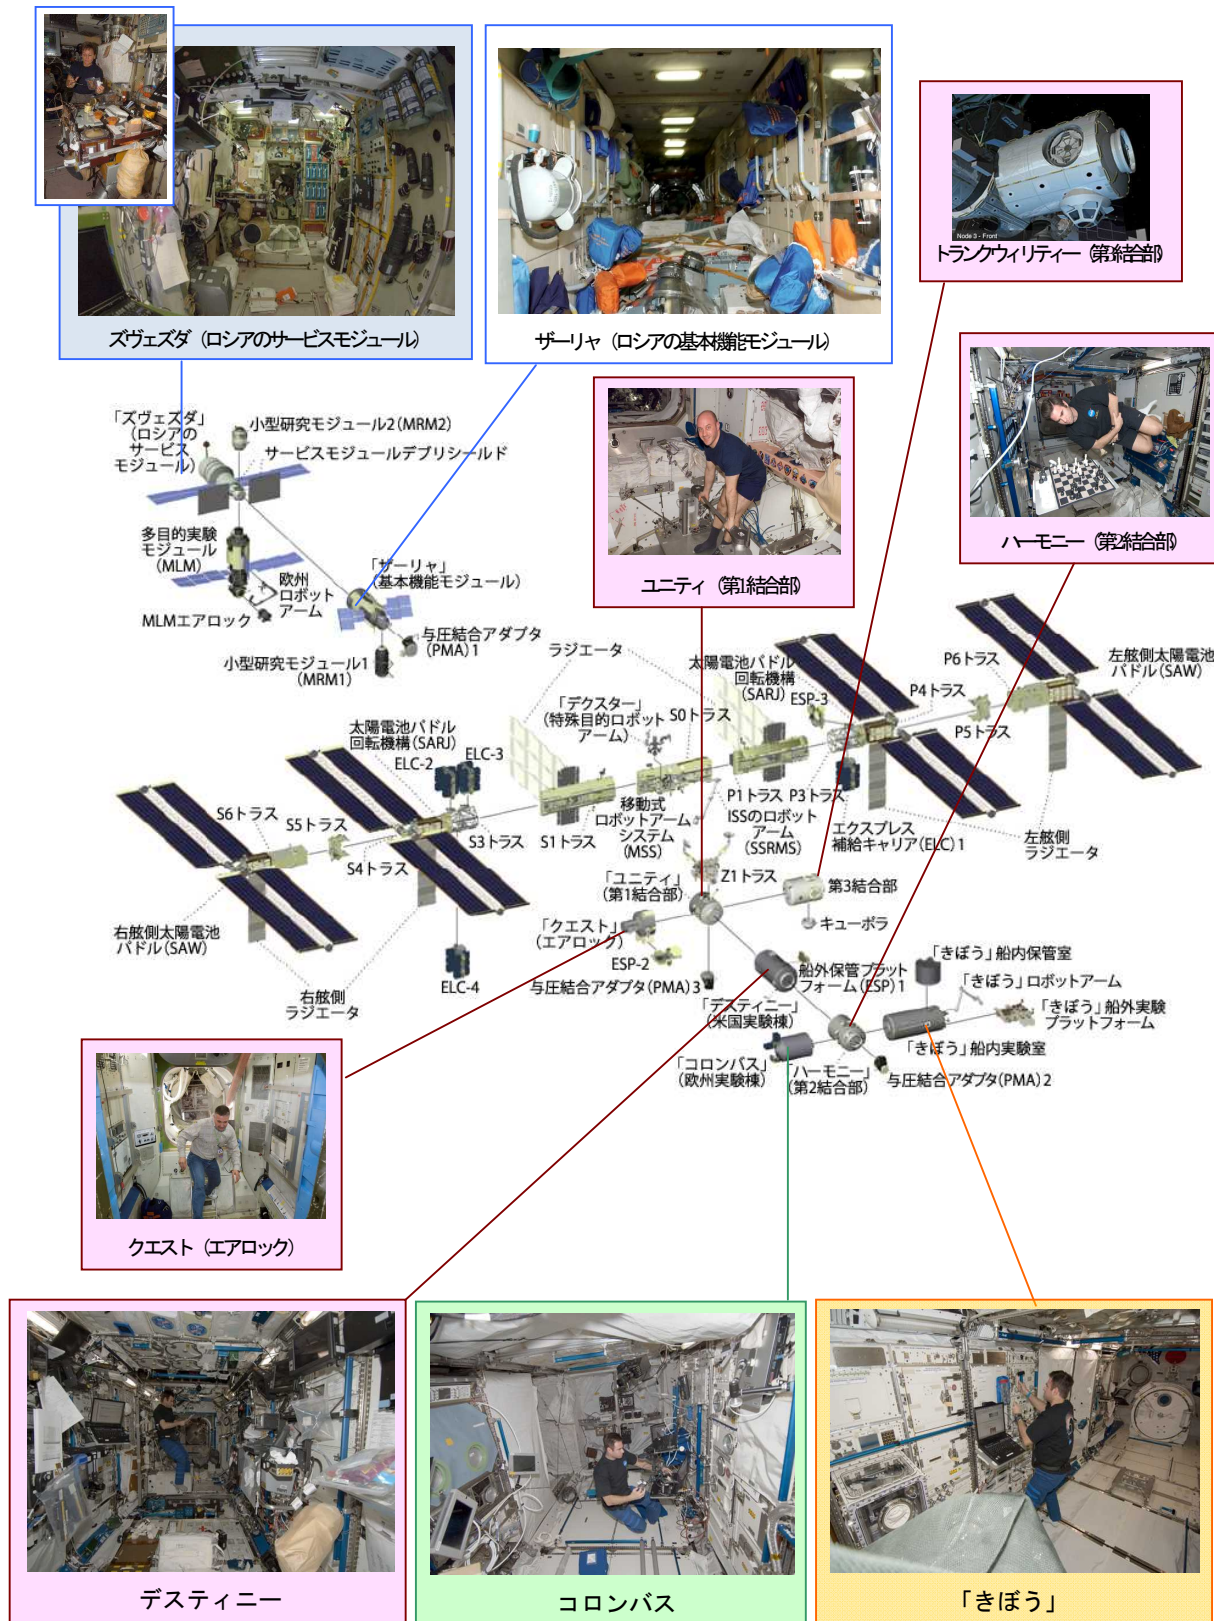 Node 3 - Front
トランクウィリティー（第3結合部）
ズヴェズダ（ロシアのサービスモジュール）
ザーリャ（ロシアの基本機能モジュール）
ハーモニー（第2結合部）
ユニティ（第1結合部）
「ズヴェズダ」
（ロシアの
サービス
モジュール）
小型研究モジュール2（MRM2）
サービスモジュールデブリシールド
多目的実験
モジュール
（MLM）
欧州
ロボット
アーム
MLMエアロック
「ザーリャ」
（基本機能モジュール）
与圧結合アダプタ
（PMA）1
小型研究モジュール1
（MRM1）
ラジエータ
「デクスター」
（特殊目的ロボット
アーム）
S0トラス
太陽電池パドル
回転機構
（SARJ）
ESP-3
P6トラス
P4トラス
P5トラス
左舷側太陽電池
パドル（SAW）
太陽電池パドル
回転機構（SARJ）
ELC-2
ELC-3
S6トラス
S5トラス
S4トラス
S3トラス
S1トラス
移動式
ロボットアーム
システム
（MSS）
P1トラス
P3トラス
ISSのロボット
アーム
（SSRMS）
エクスプレス
補給キャリア（ELC）1
左舷側
ラジエータ
Z1トラス
「ユニティ」
（第1結合部）
第3結合部
キューポラ
「クエスト」
（エアロック）
ESP-2
与圧結合アダプタ（PMA）3
船外保管プラット
フォーム（ESP）1
右舷側太陽電池
パドル（SAW）
右舷側
ラジエータ
ELC-4
「デスティニー」
（米国実験棟）
「きぼう」船内保管室
「きぼう」ロボットアーム
「きぼう」船外実験
プラットフォーム
「きぼう」船内実験室
「コロンバス」
（欧州実験棟）
「ハーモニー」
（第2結合部）
与圧結合アダプタ（PMA）2
クエスト（エアロック）
デスティニー
コロンバス
「きぼう」